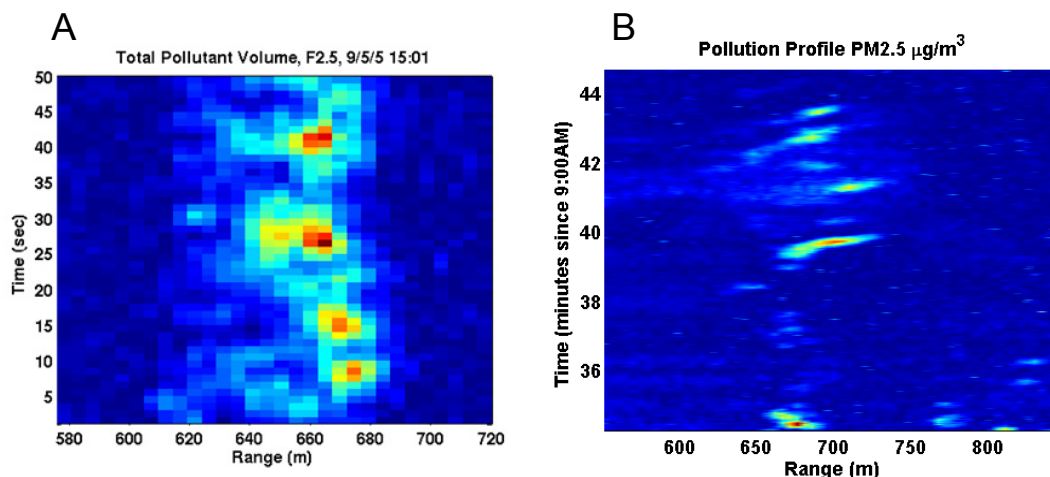 A
Total Pollutant Volume, F2.5, 9/5/5 15:01
50
45
40
35
30
25
20
15
10
5
Time (sec)
580 600 620 640 660 680 700 720
Range (m)
B
Pollution Profile PM2.5 μg/m³
44
42
40
38
36
Time (minutes since 9:00AM)
600 650 700 750 800
Range (m)